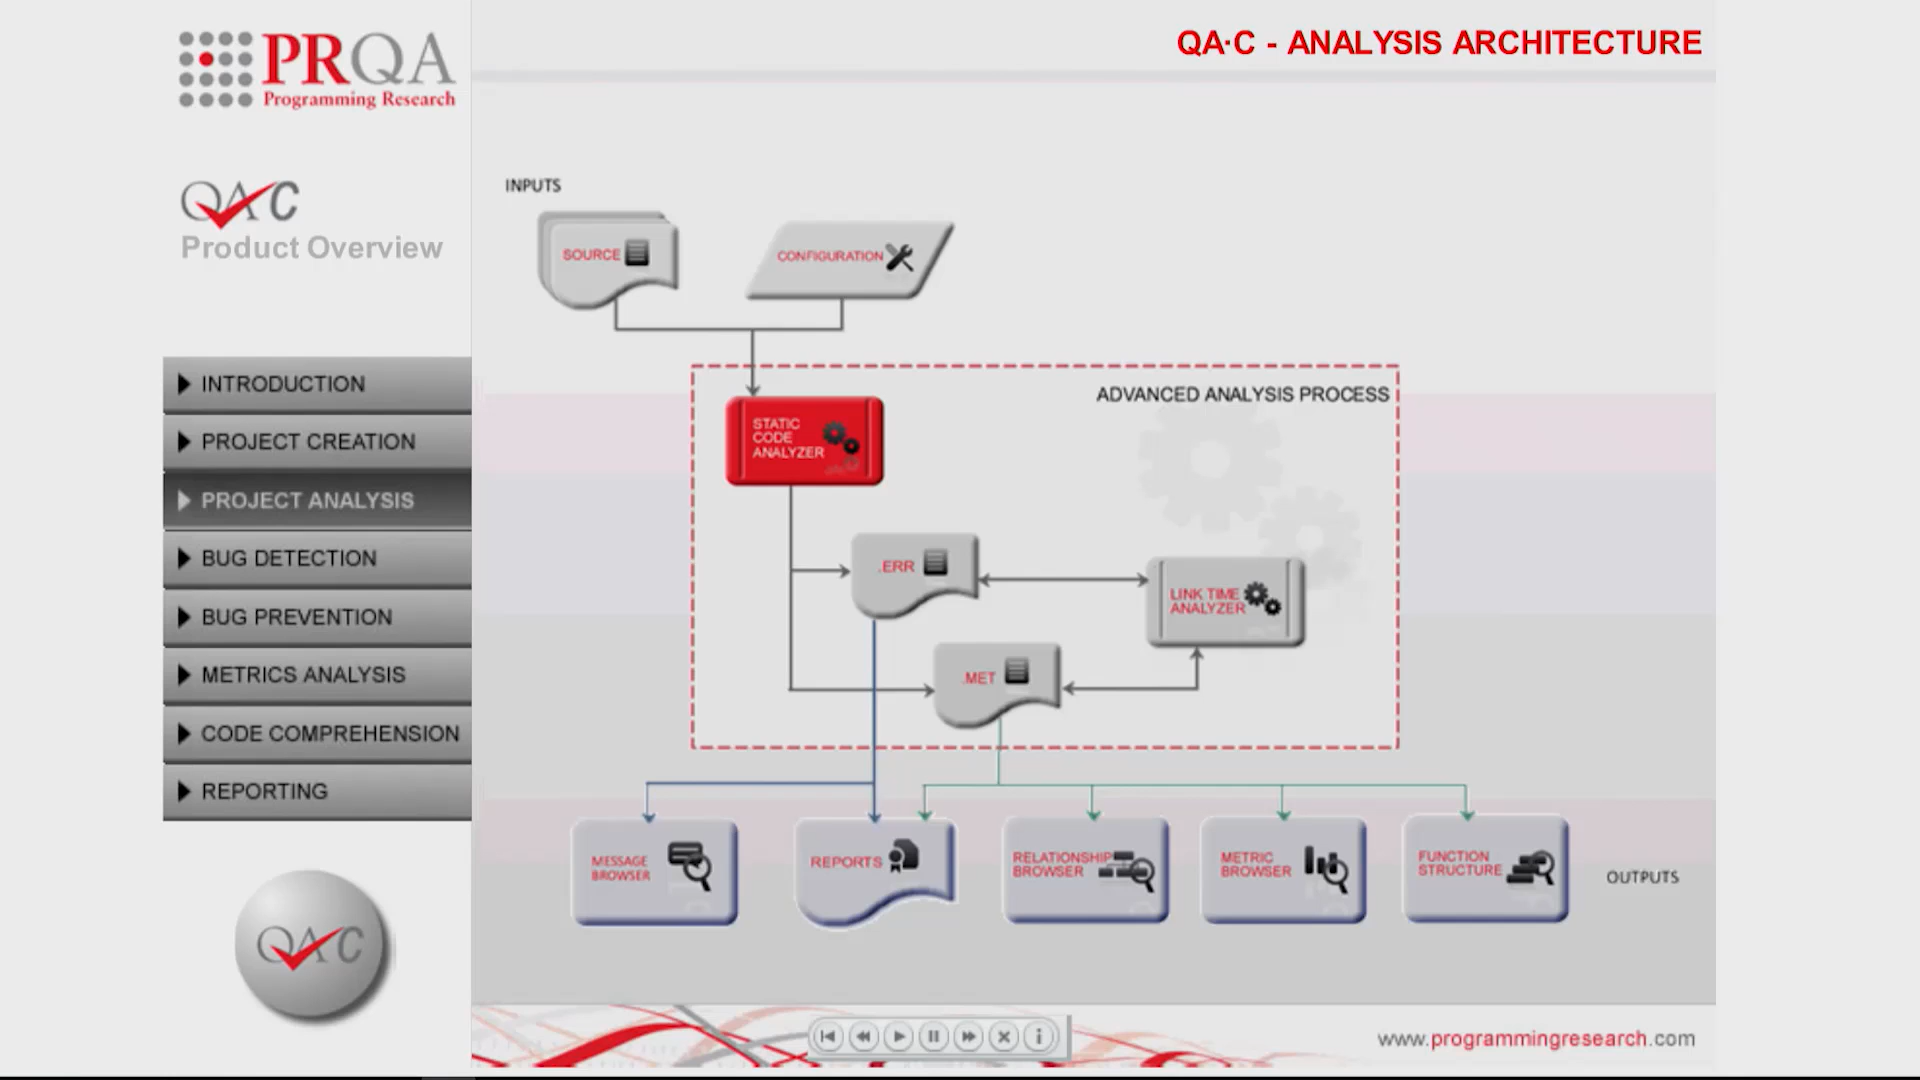 PRQA
Programming Research
QA C
Product Overview
INTRODUCTION
PROJECT CREATION
PROJECT ANALYSIS
BUG DETECTION
BUG PREVENTION
METRICS ANALYSIS
CODE COMPREHENSION
REPORTING
QA C
QA·C - ANALYSIS ARCHITECTURE
INPUTS
SOURCE
CONFIGURATION
ADVANCED ANALYSIS PROCESS
STATIC
CODE
ANALYZER
.ERR
LINK TIME
ANALYZER
.MET
MESSAGE
BROWSER
REPORTS
RELATIONSHIP
BROWSER
METRIC
BROWSER
FUNCTION
STRUCTURE
OUTPUTS
www.programmingresearch.com